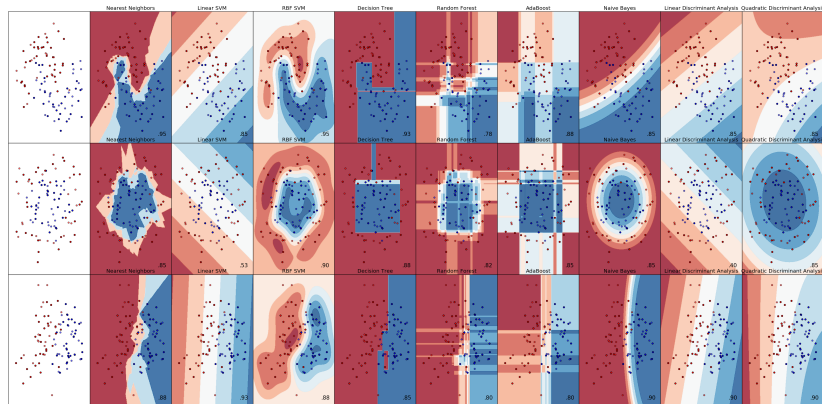 Nearest Neighbors Linear SVM RBF SVM Decision Tree Random Forest AdaBoost Naive Bayes Linear Discriminant Analysis Quadratic Discriminant Analysis
.95 .85 .95 .93 .78 .88 .85 .85 .85
Nearest Neighbors Linear SVM RBF SVM Decision Tree Random Forest AdaBoost Naive Bayes Linear Discriminant Analysis Quadratic Discriminant Analysis
.85 .53 .90 .88 .82 .85 .85 .40 .85
Nearest Neighbors Linear SVM RBF SVM Decision Tree Random Forest AdaBoost Naive Bayes Linear Discriminant Analysis Quadratic Discriminant Analysis
.88 .93 .88 .85 .80 .80 .90 .90 .90